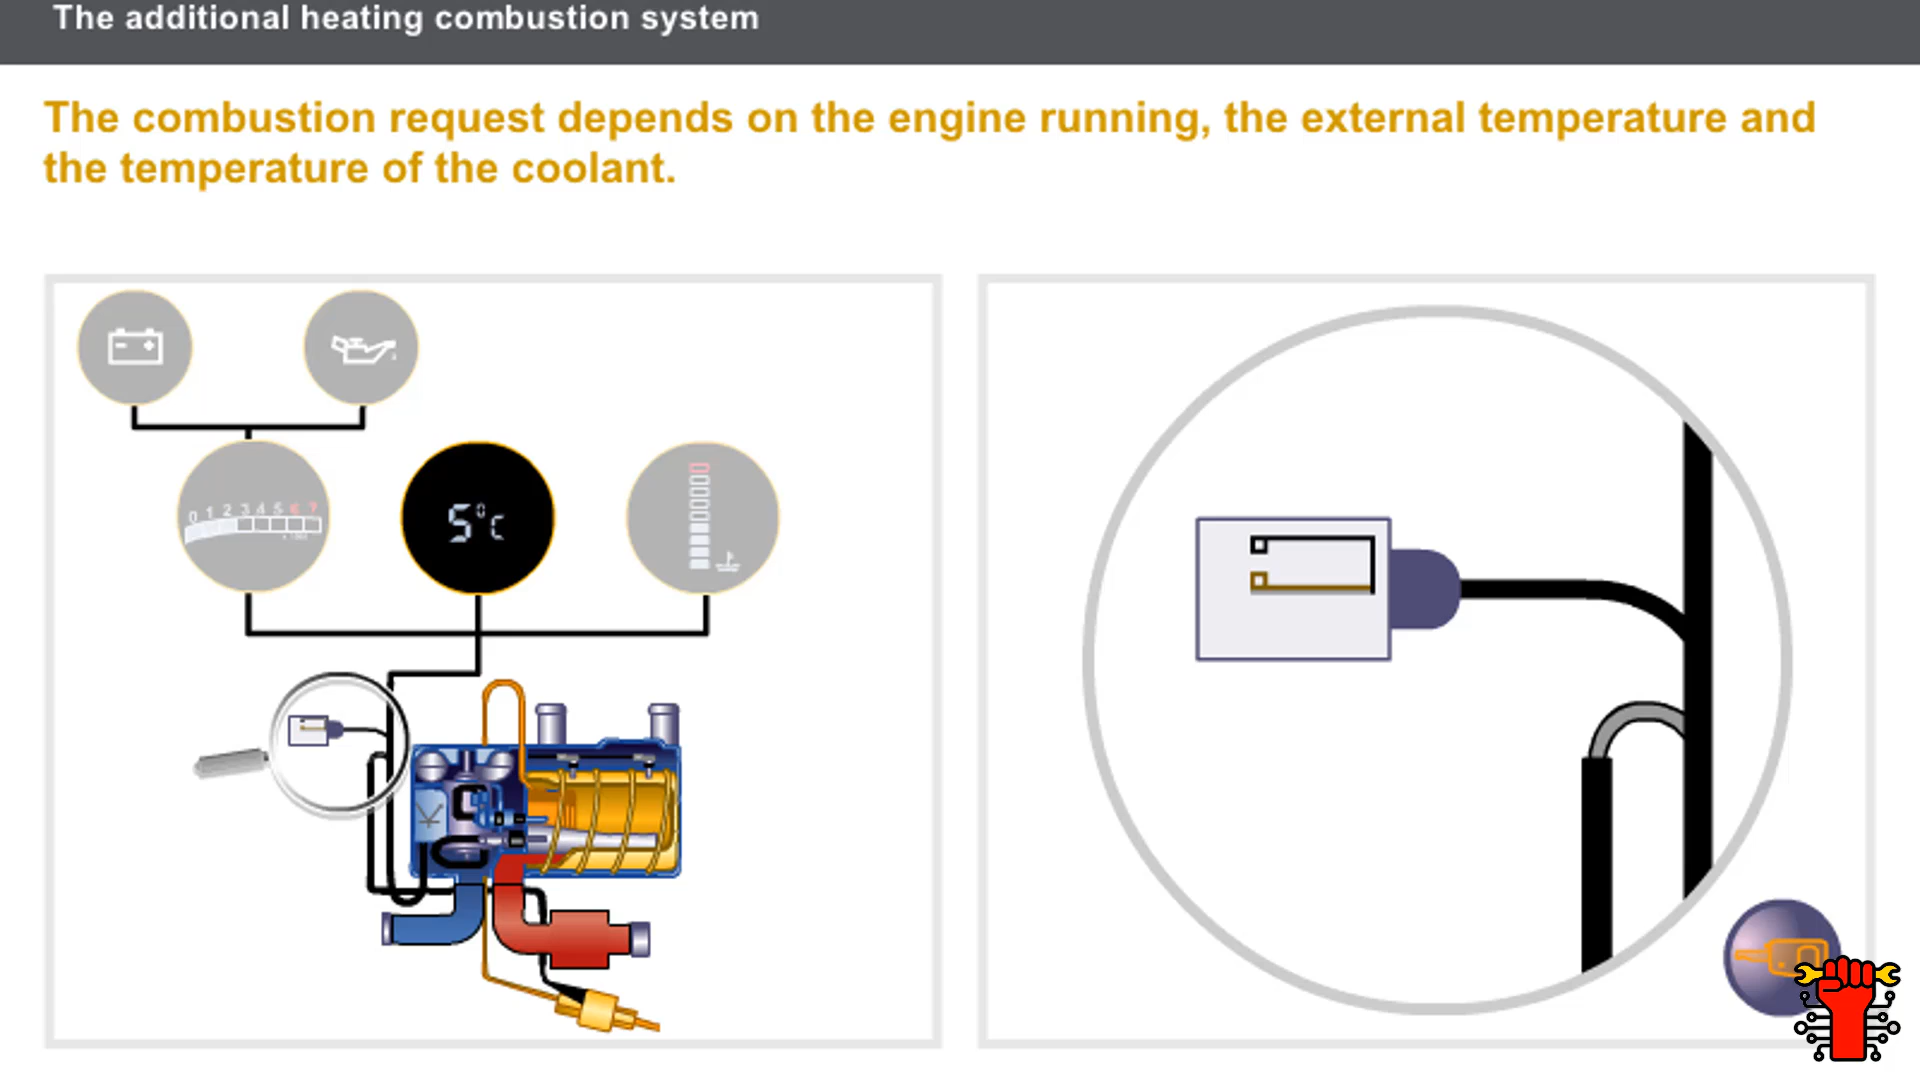 The additional heating combustion system
The combustion request depends on the engine running, the external temperature and
the temperature of the coolant.
0 1 2 3 4 5 6 7
5°C
K